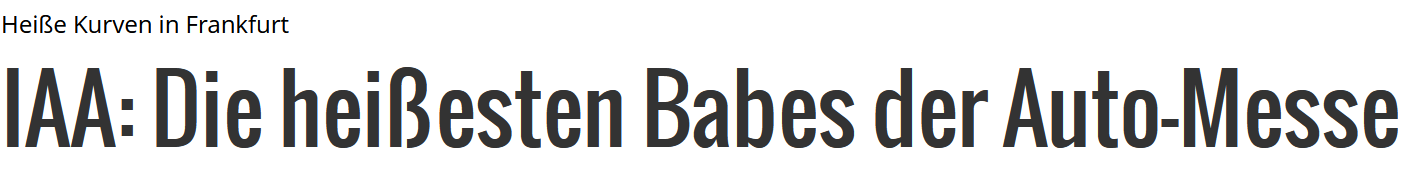 Heiße Kurven in Frankfurt
IAA: Die heißesten Babes der Auto-Messe